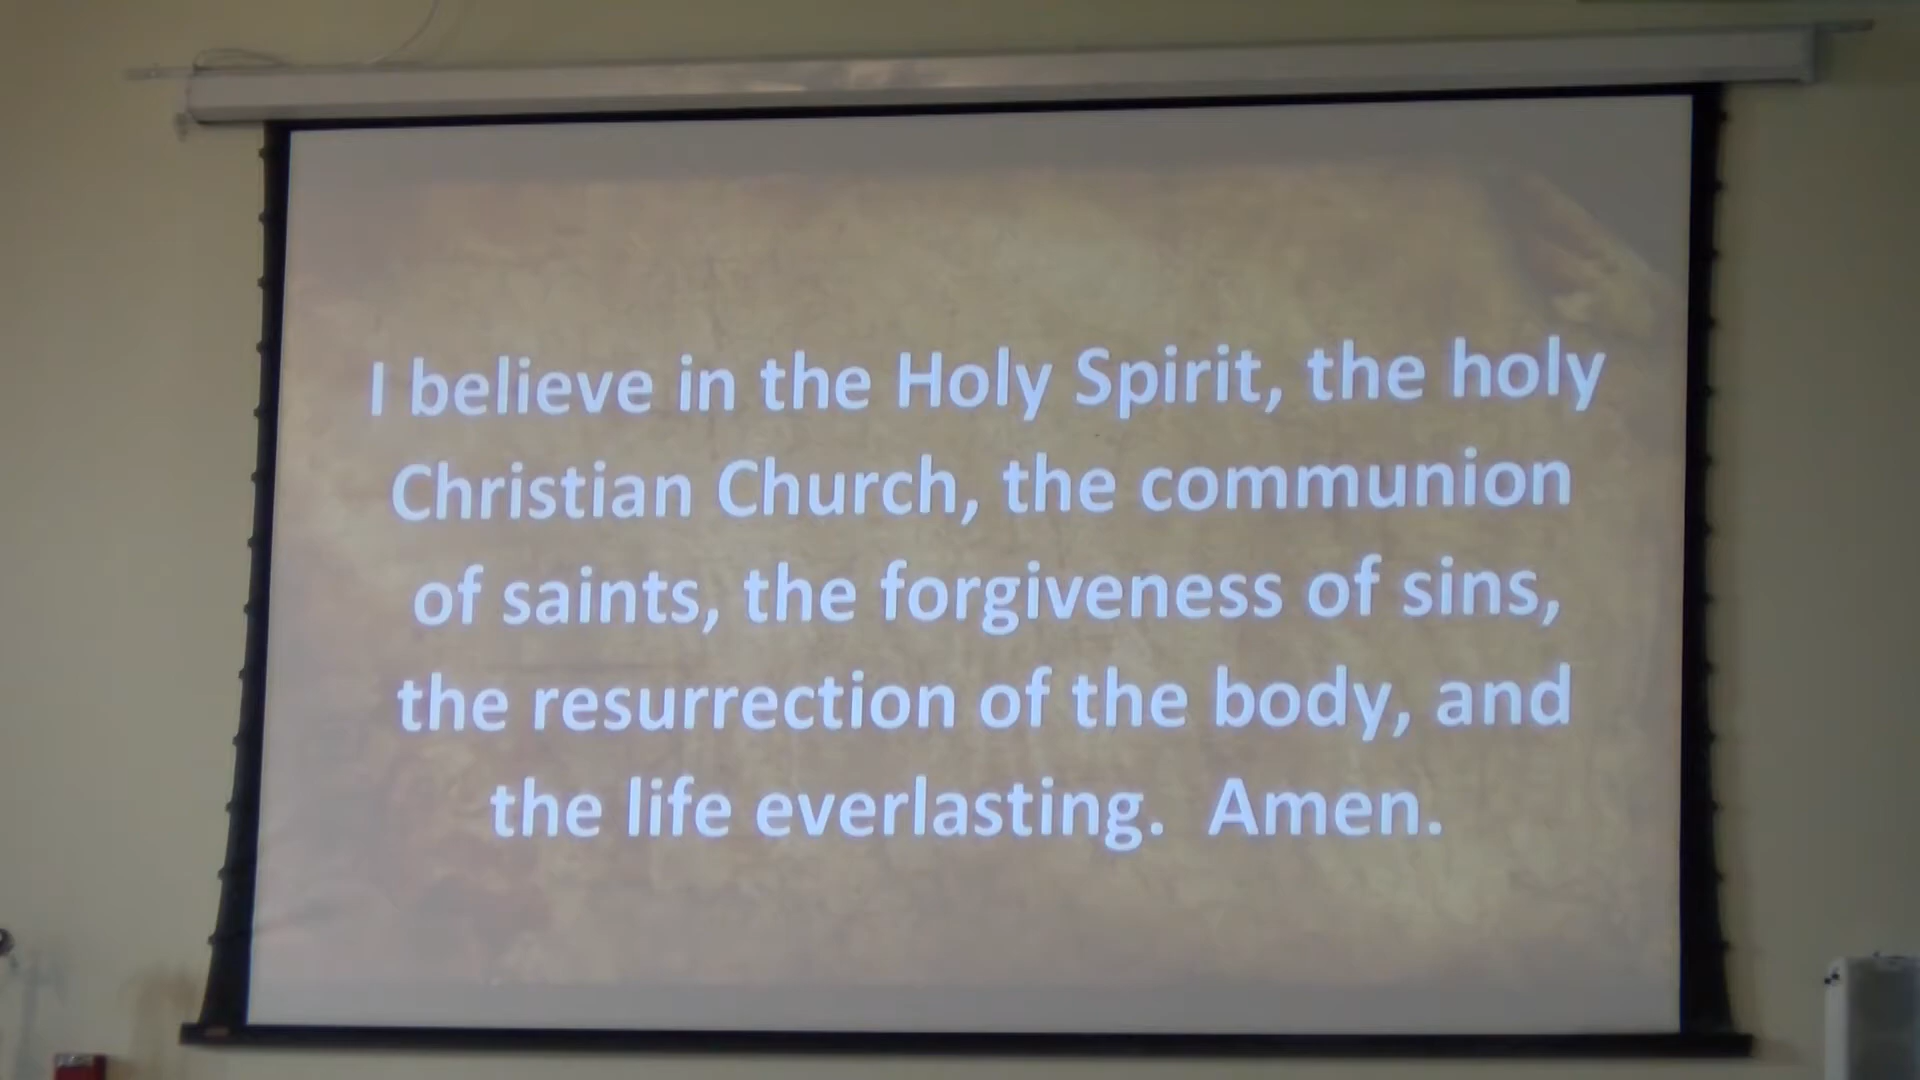 I believe in the Holy Spirit, the holy
Christian Church, the communion
of saints, the forgiveness of sins,
the resurrection of the body, and
the life everlasting.  Amen.